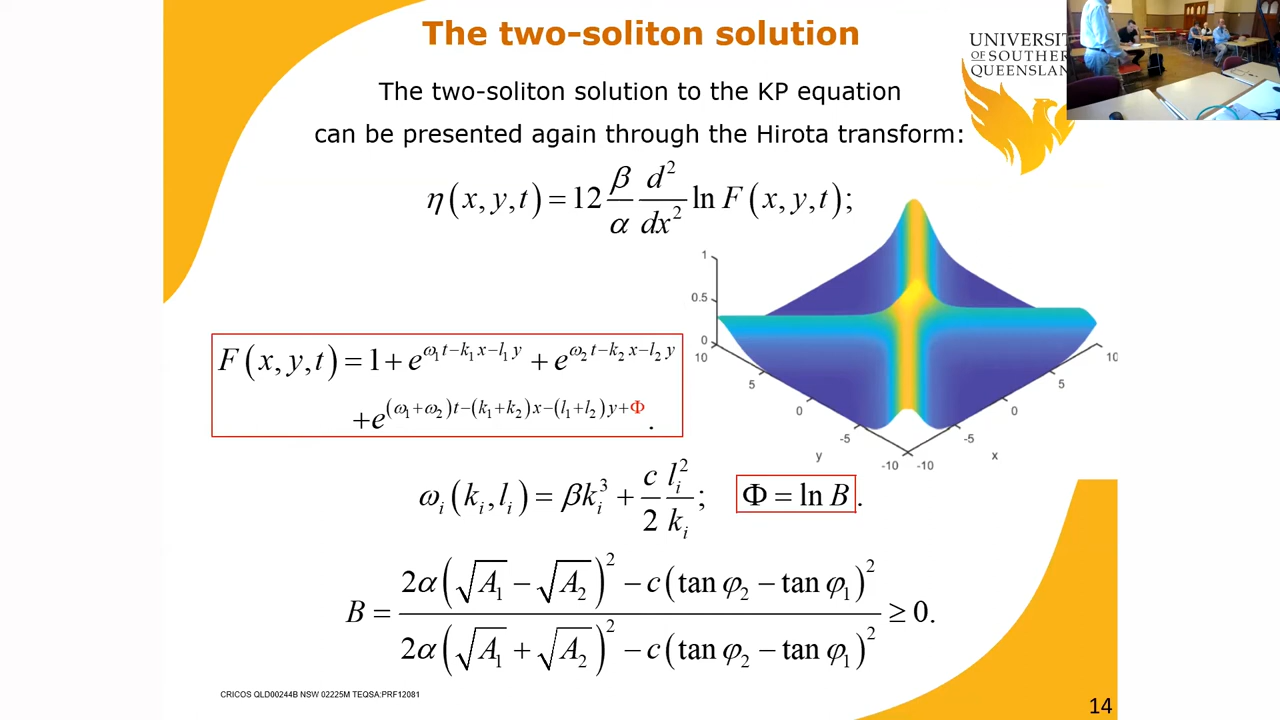 The two-soliton solution
UNIVERSIT
OF SOUTHER
QUEENSLAN
The two-soliton solution to the KP equation
can be presented again through the Hirota transform:
η(x, y, t) = 12 β/α d²/dx² ln F(x, y, t);
1
0.5
0
10
5
0
-5
-10
y
-10
-5
0
5
10
x
F(x, y, t) = 1 + e^{ω₁t−k₁x−l₁y} + e^{ω₂t−k₂x−l₂y}
+ e^{(ω₁+ω₂)t−(k₁+k₂)x−(l₁+l₂)y+Φ}.
ωᵢ(kᵢ, lᵢ) = βkᵢ³ + c/2 lᵢ²/kᵢ; Φ = ln B.
B = [2α(√A₁ − √A₂)² − c(tan φ₂ − tan φ₁)²] / [2α(√A₁ + √A₂)² − c(tan φ₂ − tan φ₁)²] ≥ 0.
CRICOS QLD00244B NSW 02225M TEQSA:PRF12081
14